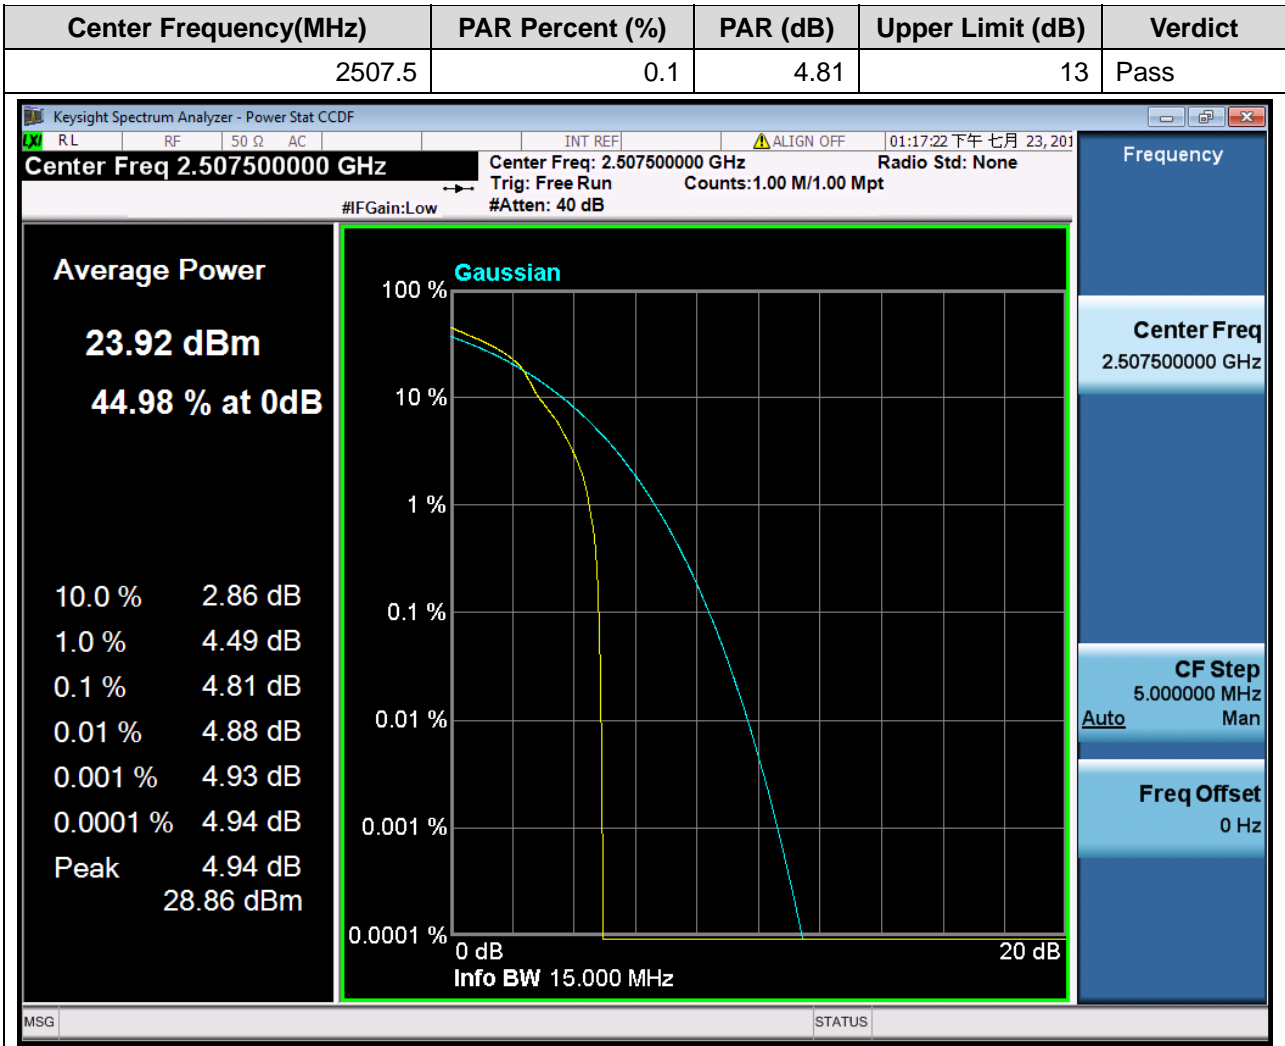 Center Frequency(MHz) PAR Percent (%) PAR (dB) Upper Limit (dB) Verdict
2507.5 0.1 4.81 13 Pass
Keysight Spectrum Analyzer - Power Stat CCDF
LXI RL RF 50 Ω AC INT REF ALIGN OFF 01:17:22 下午 七月 23, 201
Center Freq 2.507500000 GHz
Center Freq: 2.507500000 GHz Radio Std: None
Trig: Free Run Counts:1.00 M/1.00 Mpt
#IFGain:Low #Atten: 40 dB
Frequency
Average Power
23.92 dBm
44.98 % at 0dB
10.0 % 2.86 dB
1.0 % 4.49 dB
0.1 % 4.81 dB
0.01 % 4.88 dB
0.001 % 4.93 dB
0.0001 % 4.94 dB
Peak 4.94 dB
28.86 dBm
Gaussian
100 %
10 %
1 %
0.1 %
0.01 %
0.001 %
0.0001 %
0 dB 20 dB
Info BW 15.000 MHz
Center Freq
2.507500000 GHz
CF Step
5.000000 MHz
Auto Man
Freq Offset
0 Hz
MSG STATUS